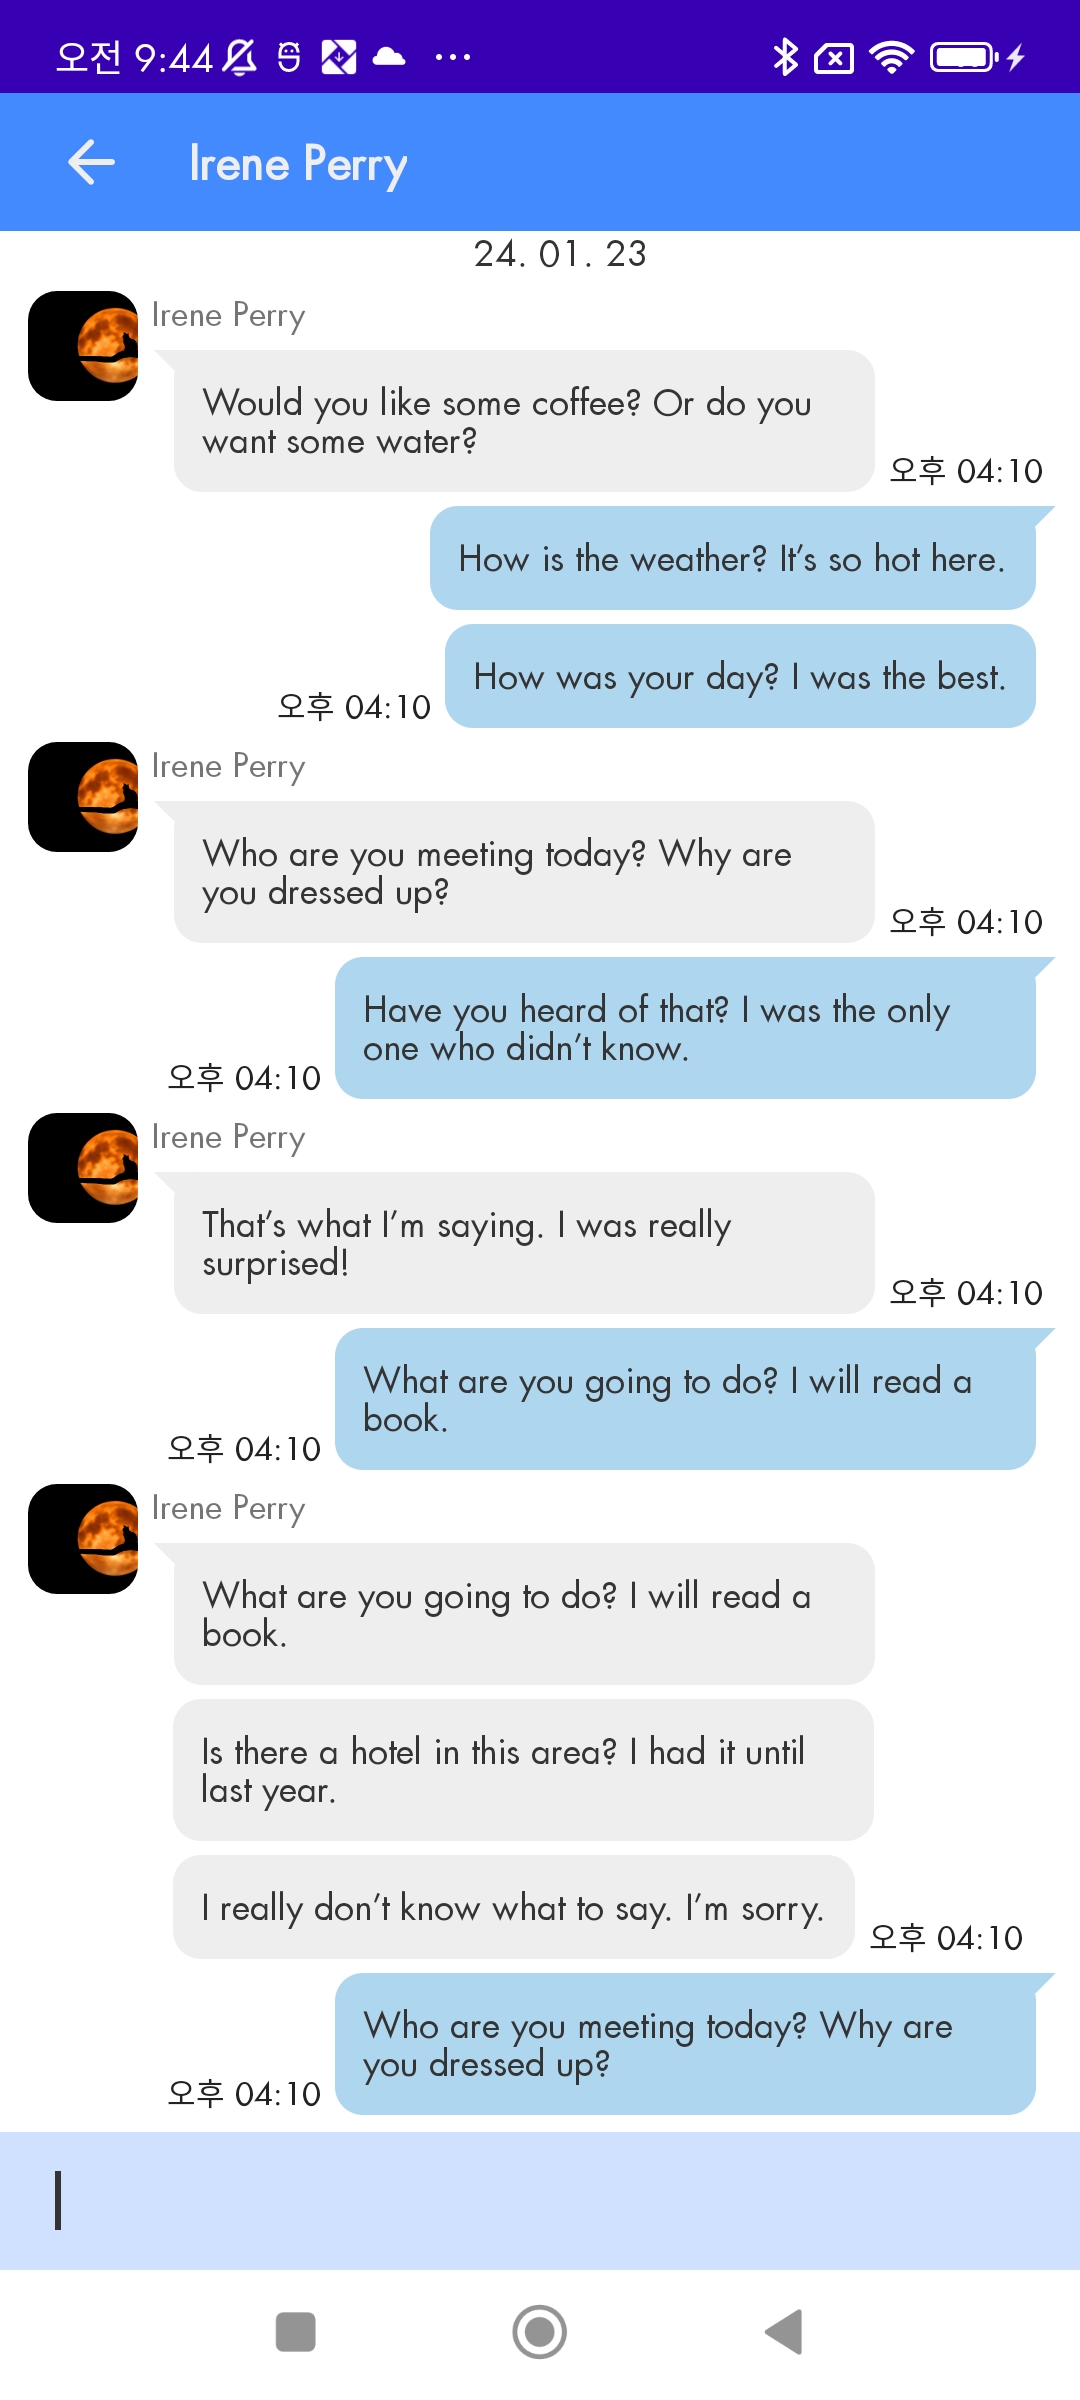 오전 9:44
Irene Perry
24. 01. 23
Irene Perry
Would you like some coffee? Or do you
want some water?
오후 04:10
How is the weather? It's so hot here.
How was your day? I was the best.
오후 04:10
Irene Perry
Who are you meeting today? Why are
you dressed up?
오후 04:10
Have you heard of that? I was the only
one who didn't know.
오후 04:10
Irene Perry
That's what I'm saying. I was really
surprised!
오후 04:10
What are you going to do? I will read a
book.
오후 04:10
Irene Perry
What are you going to do? I will read a
book.
Is there a hotel in this area? I had it until
last year.
I really don't know what to say. I'm sorry.
오후 04:10
Who are you meeting today? Why are
you dressed up?
오후 04:10